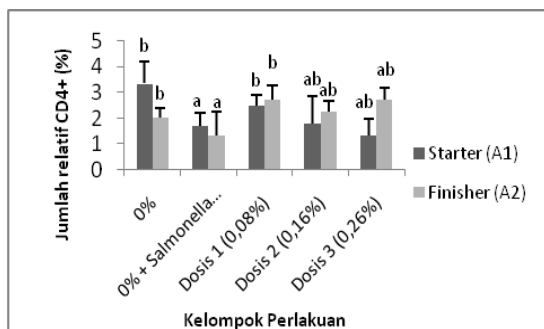 Jumlah relatif CD4+ (%)
5
4
3
2
1
0
b
b
a
a
b
b
ab
ab
ab
ab
0%
0% + Salmonella...
Dosis 1 (0,08%)
Dosis 2 (0,16%)
Dosis 3 (0,26%)
Kelompok Perlakuan
Starter (A1)
Finisher (A2)